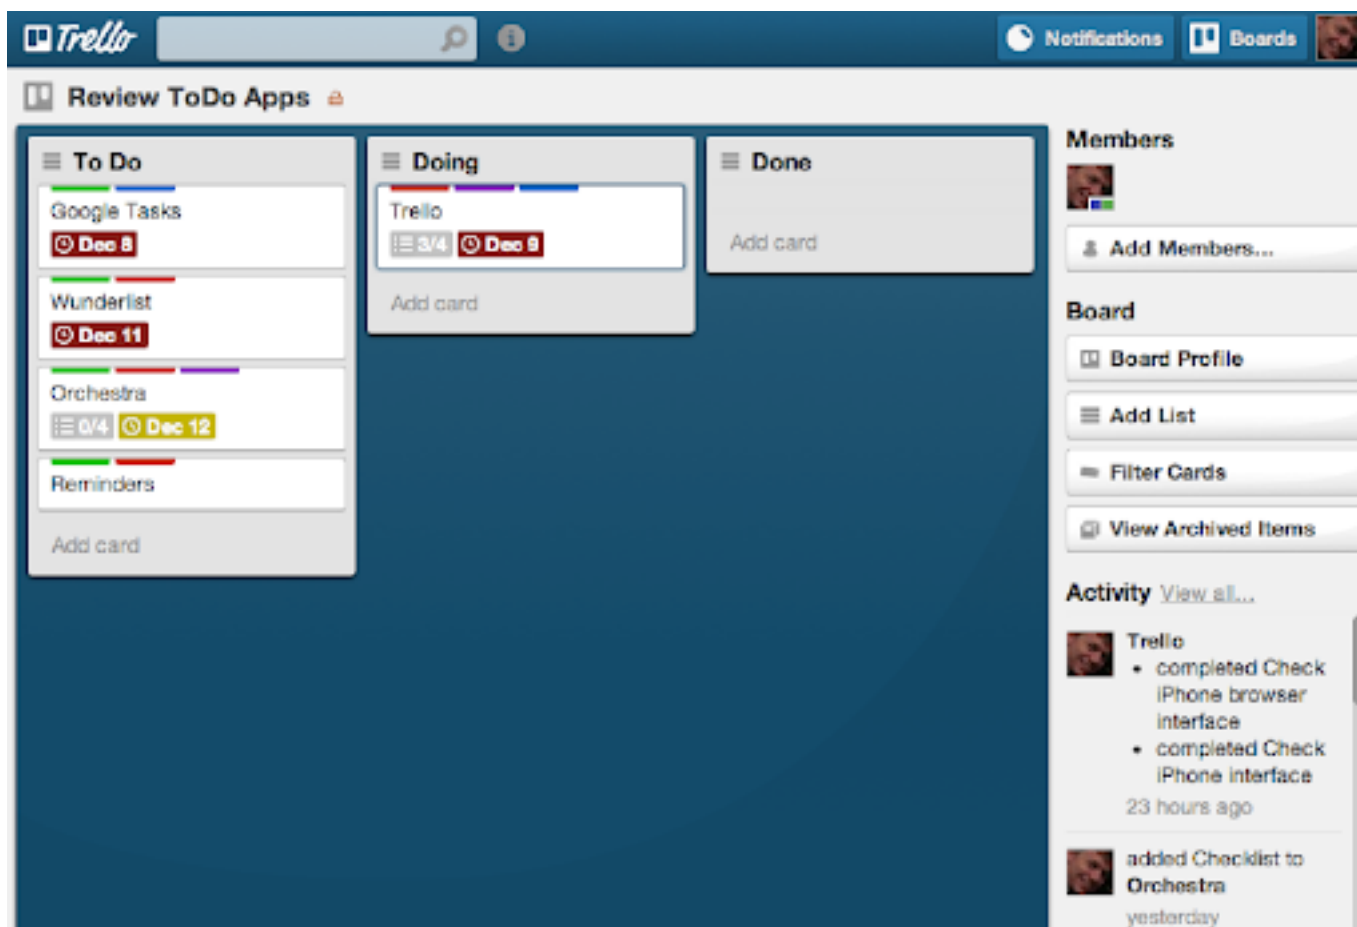 Trello
Notifications
Boards
Review ToDo Apps
To Do
Google Tasks
Dec 8
Wunderlist
Dec 11
Orchestra
0/4 Dec 12
Reminders
Add card
Doing
Trello
3/4 Dec 9
Add card
Done
Add card
Members
Add Members...
Board
Board Profile
Add List
Filter Cards
View Archived Items
Activity View all...
Trello
• completed Check
iPhone browser
interface
• completed Check
iPhone interface
23 hours ago
added Checklist to
Orchestra
yesterday